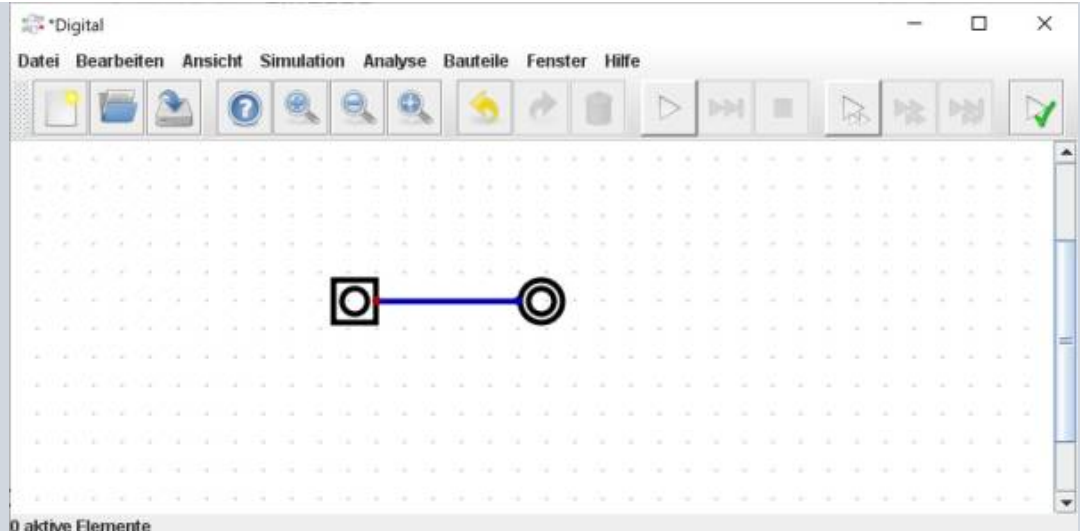 *Digital
Datei Bearbeiten Ansicht Simulation Analyse Bauteile Fenster Hilfe
0 aktive Elemente